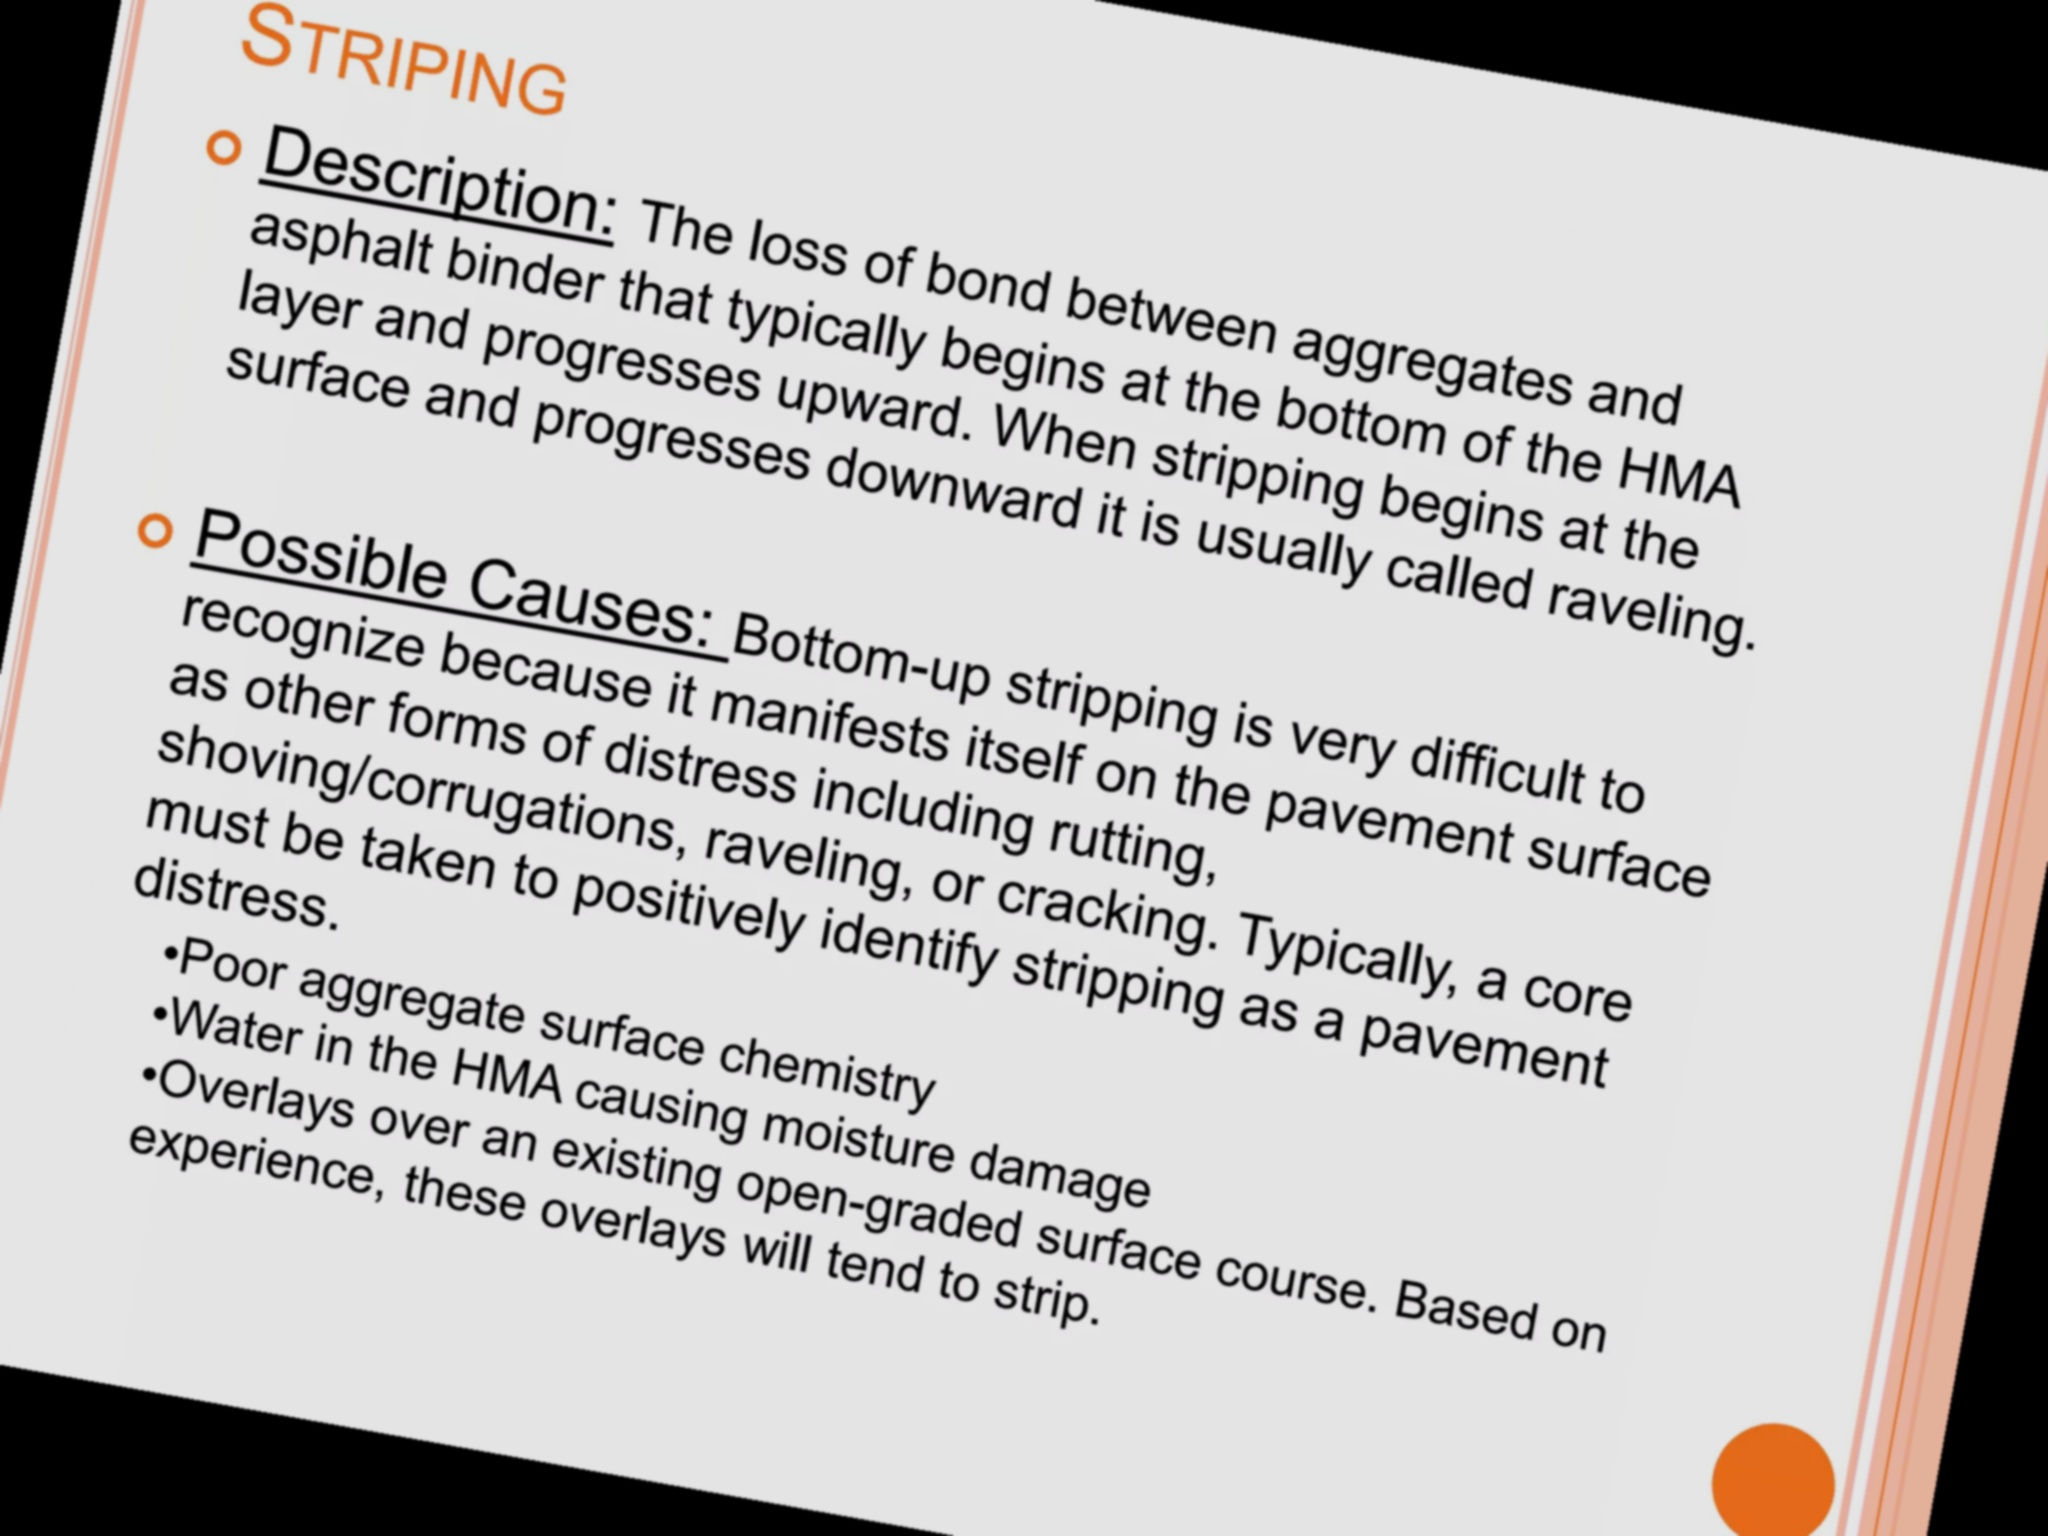 STRIPING
Description: The loss of bond between aggregates and
asphalt binder that typically begins at the bottom of the HMA
layer and progresses upward. When stripping begins at the
surface and progresses downward it is usually called raveling.
Possible Causes: Bottom-up stripping is very difficult to
recognize because it manifests itself on the pavement surface
as other forms of distress including rutting,
shoving/corrugations, raveling, or cracking. Typically, a core
must be taken to positively identify stripping as a pavement
distress.
•Poor aggregate surface chemistry
•Water in the HMA causing moisture damage
•Overlays over an existing open-graded surface course. Based on
experience, these overlays will tend to strip.